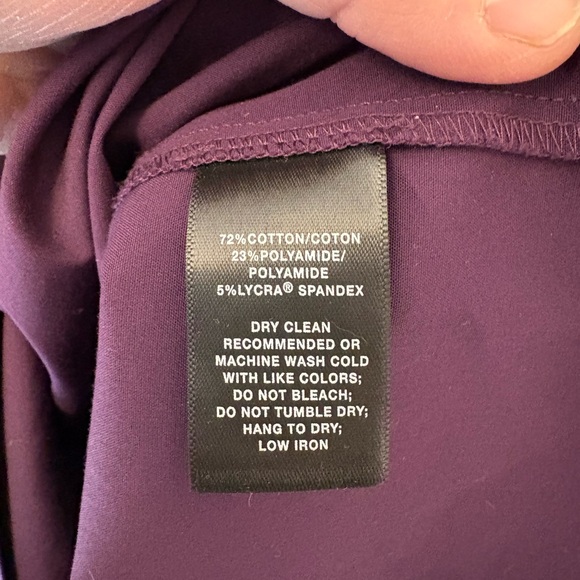 72%COTTON/COTON
23%POLYAMIDE/
POLYAMIDE
5%LYCRA® SPANDEX
DRY CLEAN
RECOMMENDED OR
MACHINE WASH COLD
WITH LIKE COLORS;
DO NOT BLEACH;
DO NOT TUMBLE DRY;
HANG TO DRY;
LOW IRON